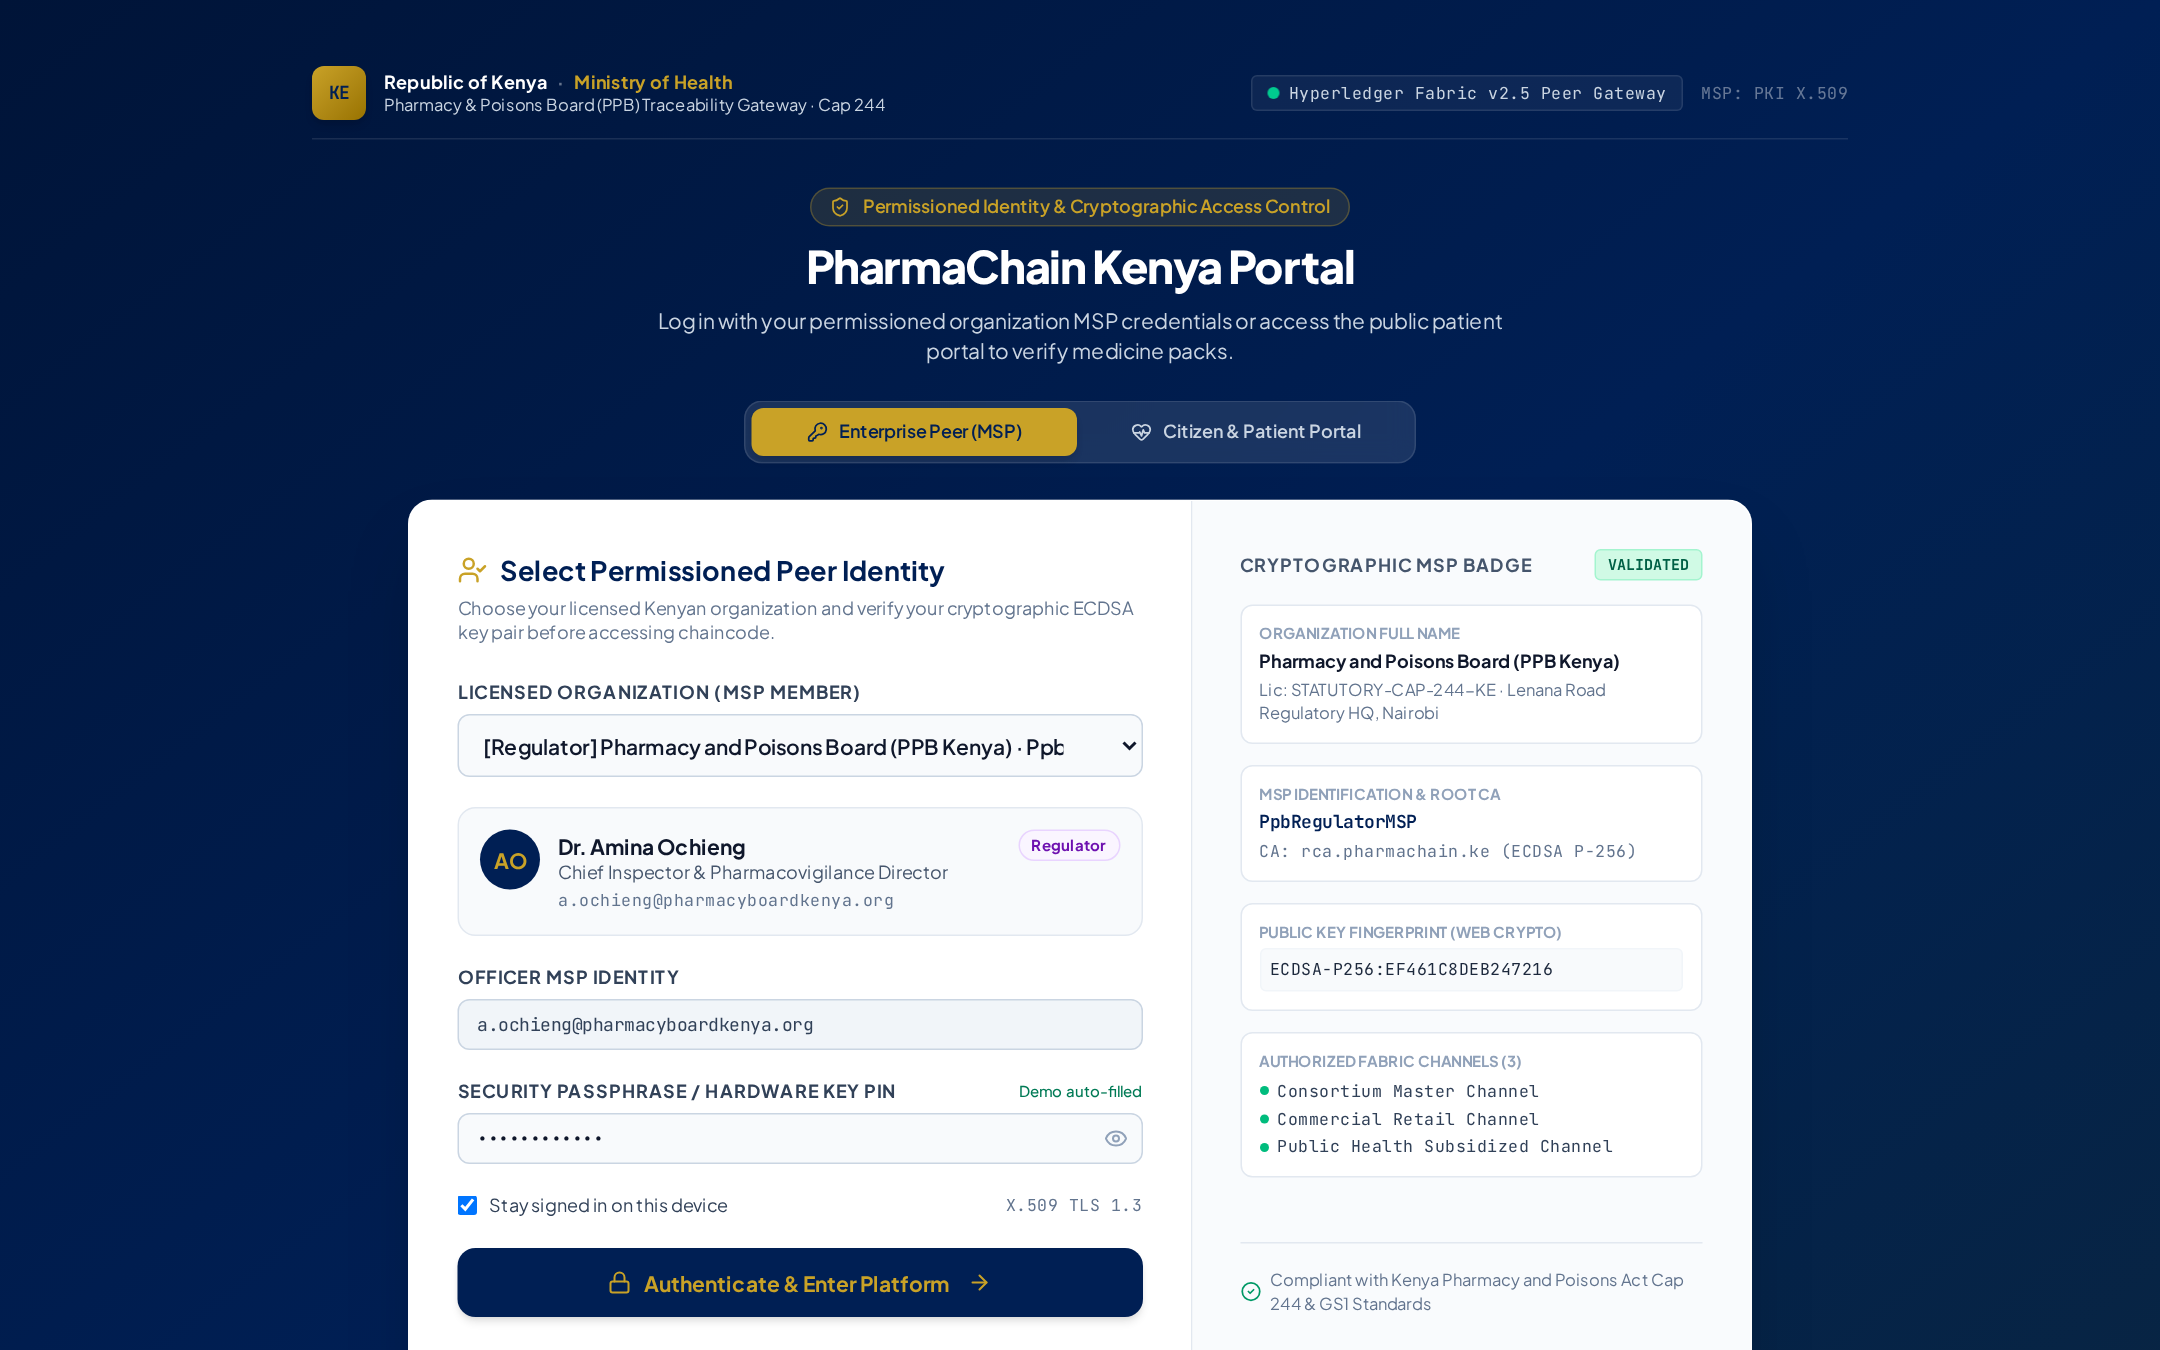 KE
Republic of Kenya · Ministry of Health
Pharmacy & Poisons Board (PPB) Traceability Gateway · Cap 244
Hyperledger Fabric v2.5 Peer Gateway
MSP: PKI X.509
Permissioned Identity & Cryptographic Access Control
PharmaChain Kenya Portal
Log in with your permissioned organization MSP credentials or access the public patient
portal to verify medicine packs.
Enterprise Peer (MSP)
Citizen & Patient Portal
Select Permissioned Peer Identity
Choose your licensed Kenyan organization and verify your cryptographic ECDSA
key pair before accessing chaincode.
LICENSED ORGANIZATION (MSP MEMBER)
[Regulator] Pharmacy and Poisons Board (PPB Kenya) · Ppb
AO
Dr. Amina Ochieng
Regulator
Chief Inspector & Pharmacovigilance Director
a.ochieng@pharmacyboardkenya.org
OFFICER MSP IDENTITY
a.ochieng@pharmacyboardkenya.org
SECURITY PASSPHRASE / HARDWARE KEY PIN
Demo auto-filled
••••••••••••
Stay signed in on this device
X.509 TLS 1.3
Authenticate & Enter Platform
CRYPTOGRAPHIC MSP BADGE
VALIDATED
ORGANIZATION FULL NAME
Pharmacy and Poisons Board (PPB Kenya)
Lic: STATUTORY-CAP-244-KE · Lenana Road
Regulatory HQ, Nairobi
MSP IDENTIFICATION & ROOT CA
PpbRegulatorMSP
CA: rca.pharmachain.ke (ECDSA P-256)
PUBLIC KEY FINGERPRINT (WEB CRYPTO)
ECDSA-P256:EF461C8DEB247216
AUTHORIZED FABRIC CHANNELS (3)
Consortium Master Channel
Commercial Retail Channel
Public Health Subsidized Channel
Compliant with Kenya Pharmacy and Poisons Act Cap
244 & GS1 Standards